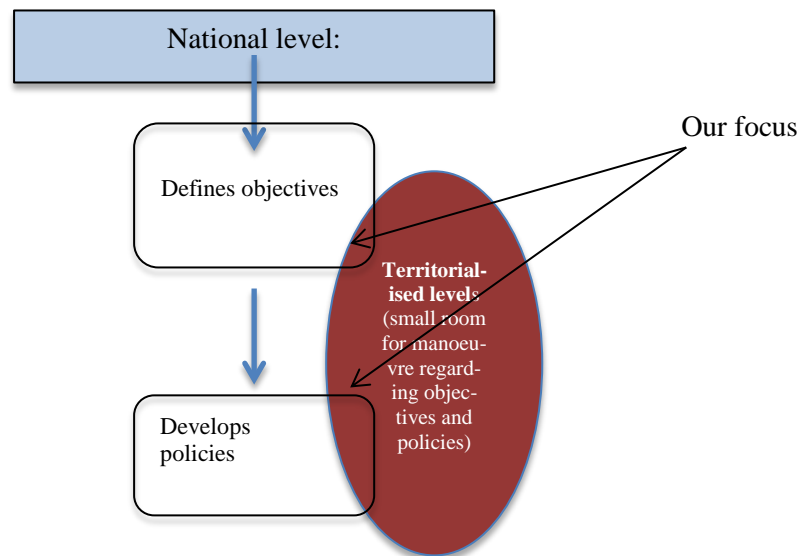 National level:
Our focus
Defines objectives
Territorial-
ised levels
(small room
for manoeu-
vre regard-
ing objec-
tives and
policies)
Develops
policies